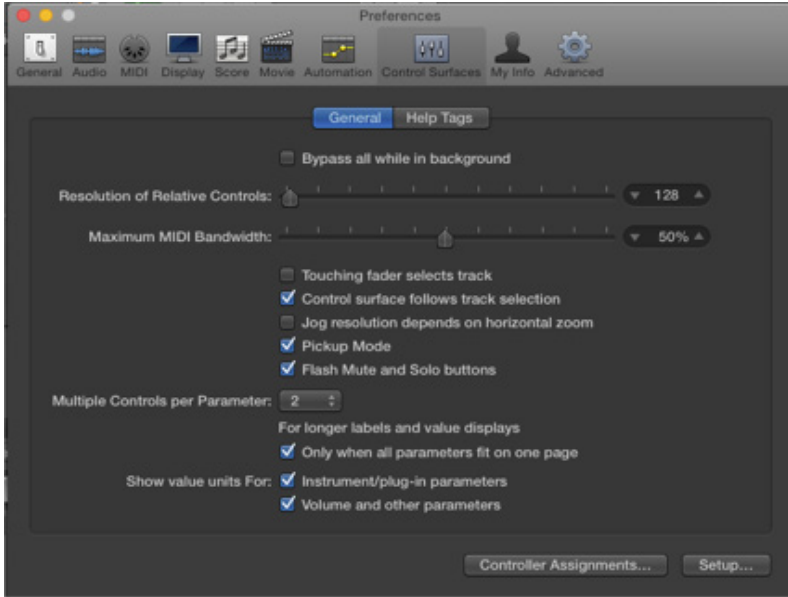 Preferences
General Audio MIDI Display Score Movie Automation Control Surfaces My Info Advanced
General Help Tags
Bypass all while in background
Resolution of Relative Controls: 128
Maximum MIDI Bandwidth: 50%
Touching fader selects track
Control surface follows track selection
Jog resolution depends on horizontal zoom
Pickup Mode
Flash Mute and Solo buttons
Multiple Controls per Parameter: 2
For longer labels and value displays
Only when all parameters fit on one page
Show value units For: Instrument/plug-in parameters
Volume and other parameters
Controller Assignments... Setup...